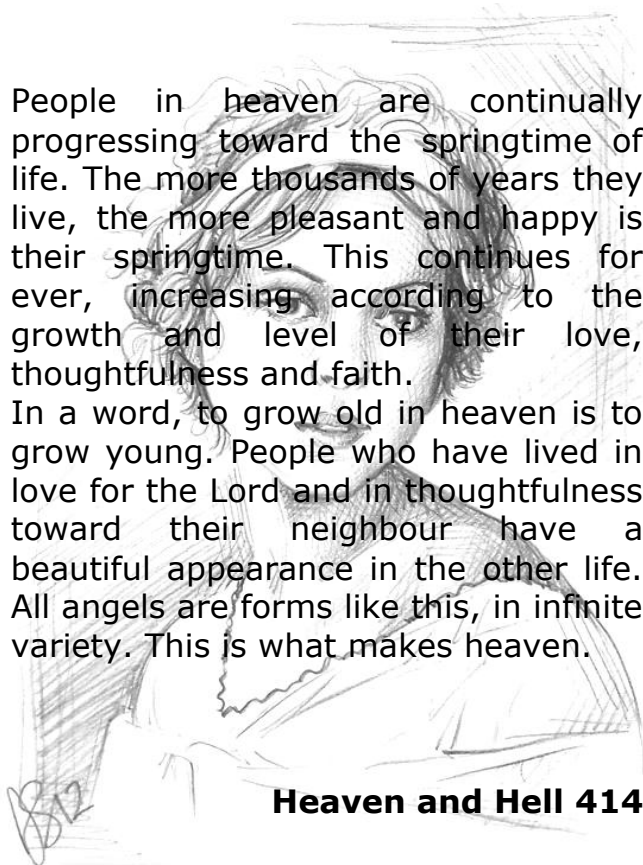 People in heaven are continually
progressing toward the springtime of
life. The more thousands of years they
live, the more pleasant and happy is
their springtime. This continues for
ever, increasing according to the
growth and level of their love,
thoughtfulness and faith.
In a word, to grow old in heaven is to
grow young. People who have lived in
love for the Lord and in thoughtfulness
toward their neighbour have a
beautiful appearance in the other life.
All angels are forms like this, in infinite
variety. This is what makes heaven.
Heaven and Hell 414